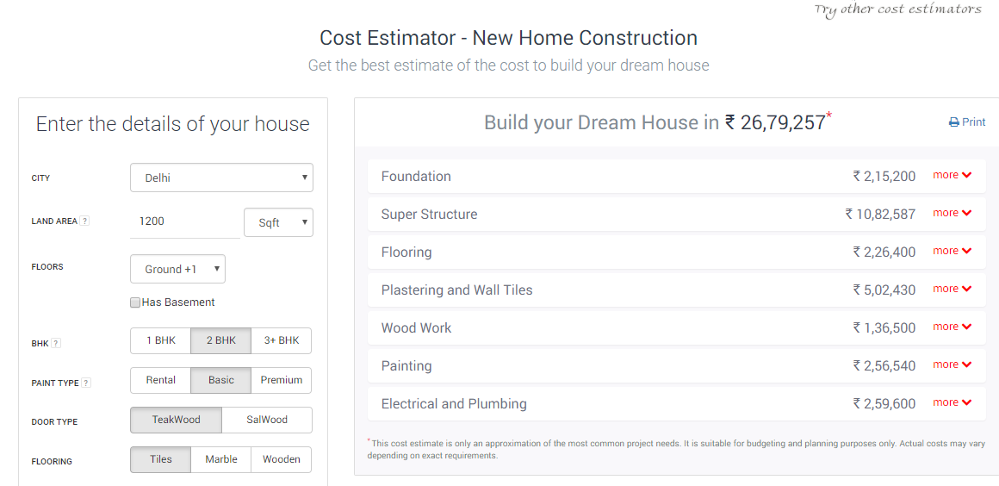 Try other cost estimators
Cost Estimator - New Home Construction
Get the best estimate of the cost to build your dream house
Enter the details of your house
CITY
Delhi
LAND AREA ?
1200
Sqft
FLOORS
Ground +1
Has Basement
BHK ?
1 BHK 2 BHK 3+ BHK
PAINT TYPE ?
Rental Basic Premium
DOOR TYPE
TeakWood SalWood
FLOORING
Tiles Marble Wooden
Build your Dream House in ₹ 26,79,257*
Print
Foundation ₹ 2,15,200 more
Super Structure ₹ 10,82,587 more
Flooring ₹ 2,26,400 more
Plastering and Wall Tiles ₹ 5,02,430 more
Wood Work ₹ 1,36,500 more
Painting ₹ 2,56,540 more
Electrical and Plumbing ₹ 2,59,600 more
*This cost estimate is only an approximation of the most common project needs. It is suitable for budgeting and planning purposes only. Actual costs may vary
depending on exact requirements.